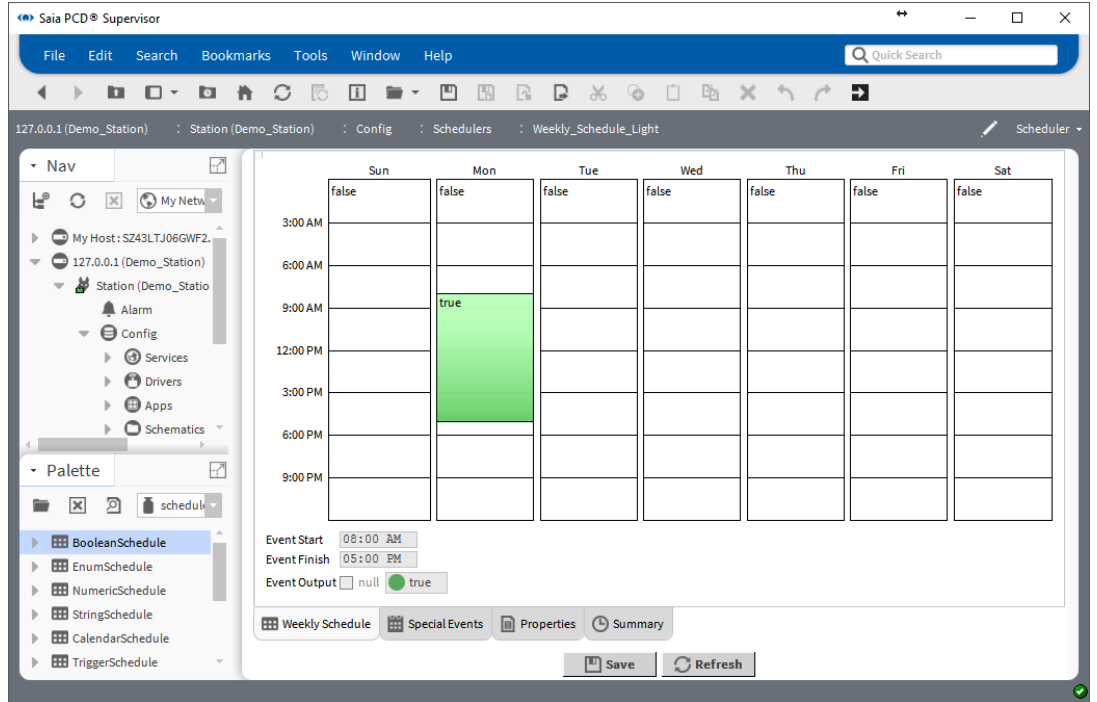 Saia PCD® Supervisor
File Edit Search Bookmarks Tools Window Help Quick Search
127.0.0.1 (Demo_Station) : Station (Demo_Station) : Config : Schedulers : Weekly_Schedule_Light Scheduler
Nav
My Netw
My Host : SZ43LTJ06GWF2.
127.0.0.1 (Demo_Station)
Station (Demo_Statio
Alarm
Config
Services
Drivers
Apps
Schematics
Palette
schedule
BooleanSchedule
EnumSchedule
NumericSchedule
StringSchedule
CalendarSchedule
TriggerSchedule
Sun Mon Tue Wed Thu Fri Sat
false false false false false false false
3:00 AM
6:00 AM
true
9:00 AM
12:00 PM
3:00 PM
6:00 PM
9:00 PM
Event Start 08:00 AM
Event Finish 05:00 PM
Event Output null true
Weekly Schedule Special Events Properties Summary
Save Refresh